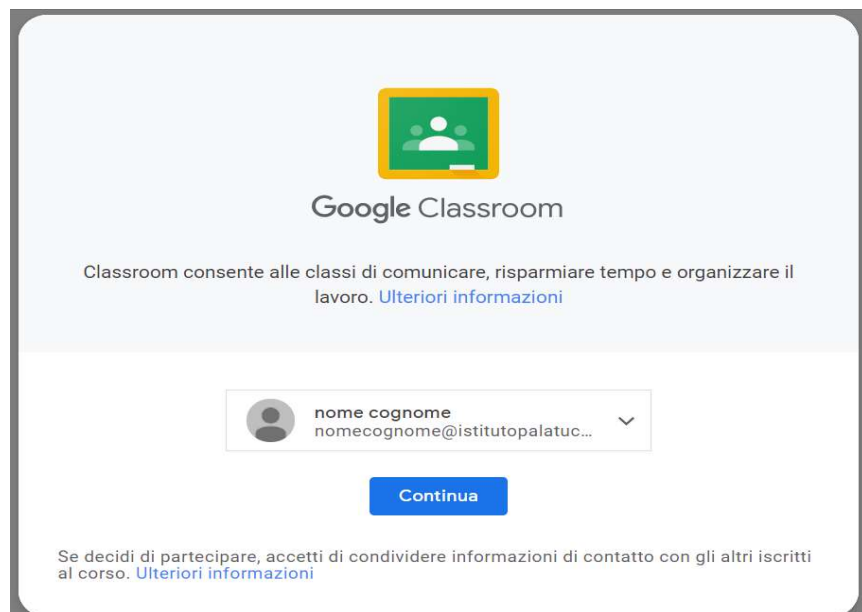 Google Classroom
Classroom consente alle classi di comunicare, risparmiare tempo e organizzare il
lavoro. Ulteriori informazioni
nome cognome
nomecognome@istitutopalatuc...
Continua
Se decidi di partecipare, accetti di condividere informazioni di contatto con gli altri iscritti
al corso. Ulteriori informazioni